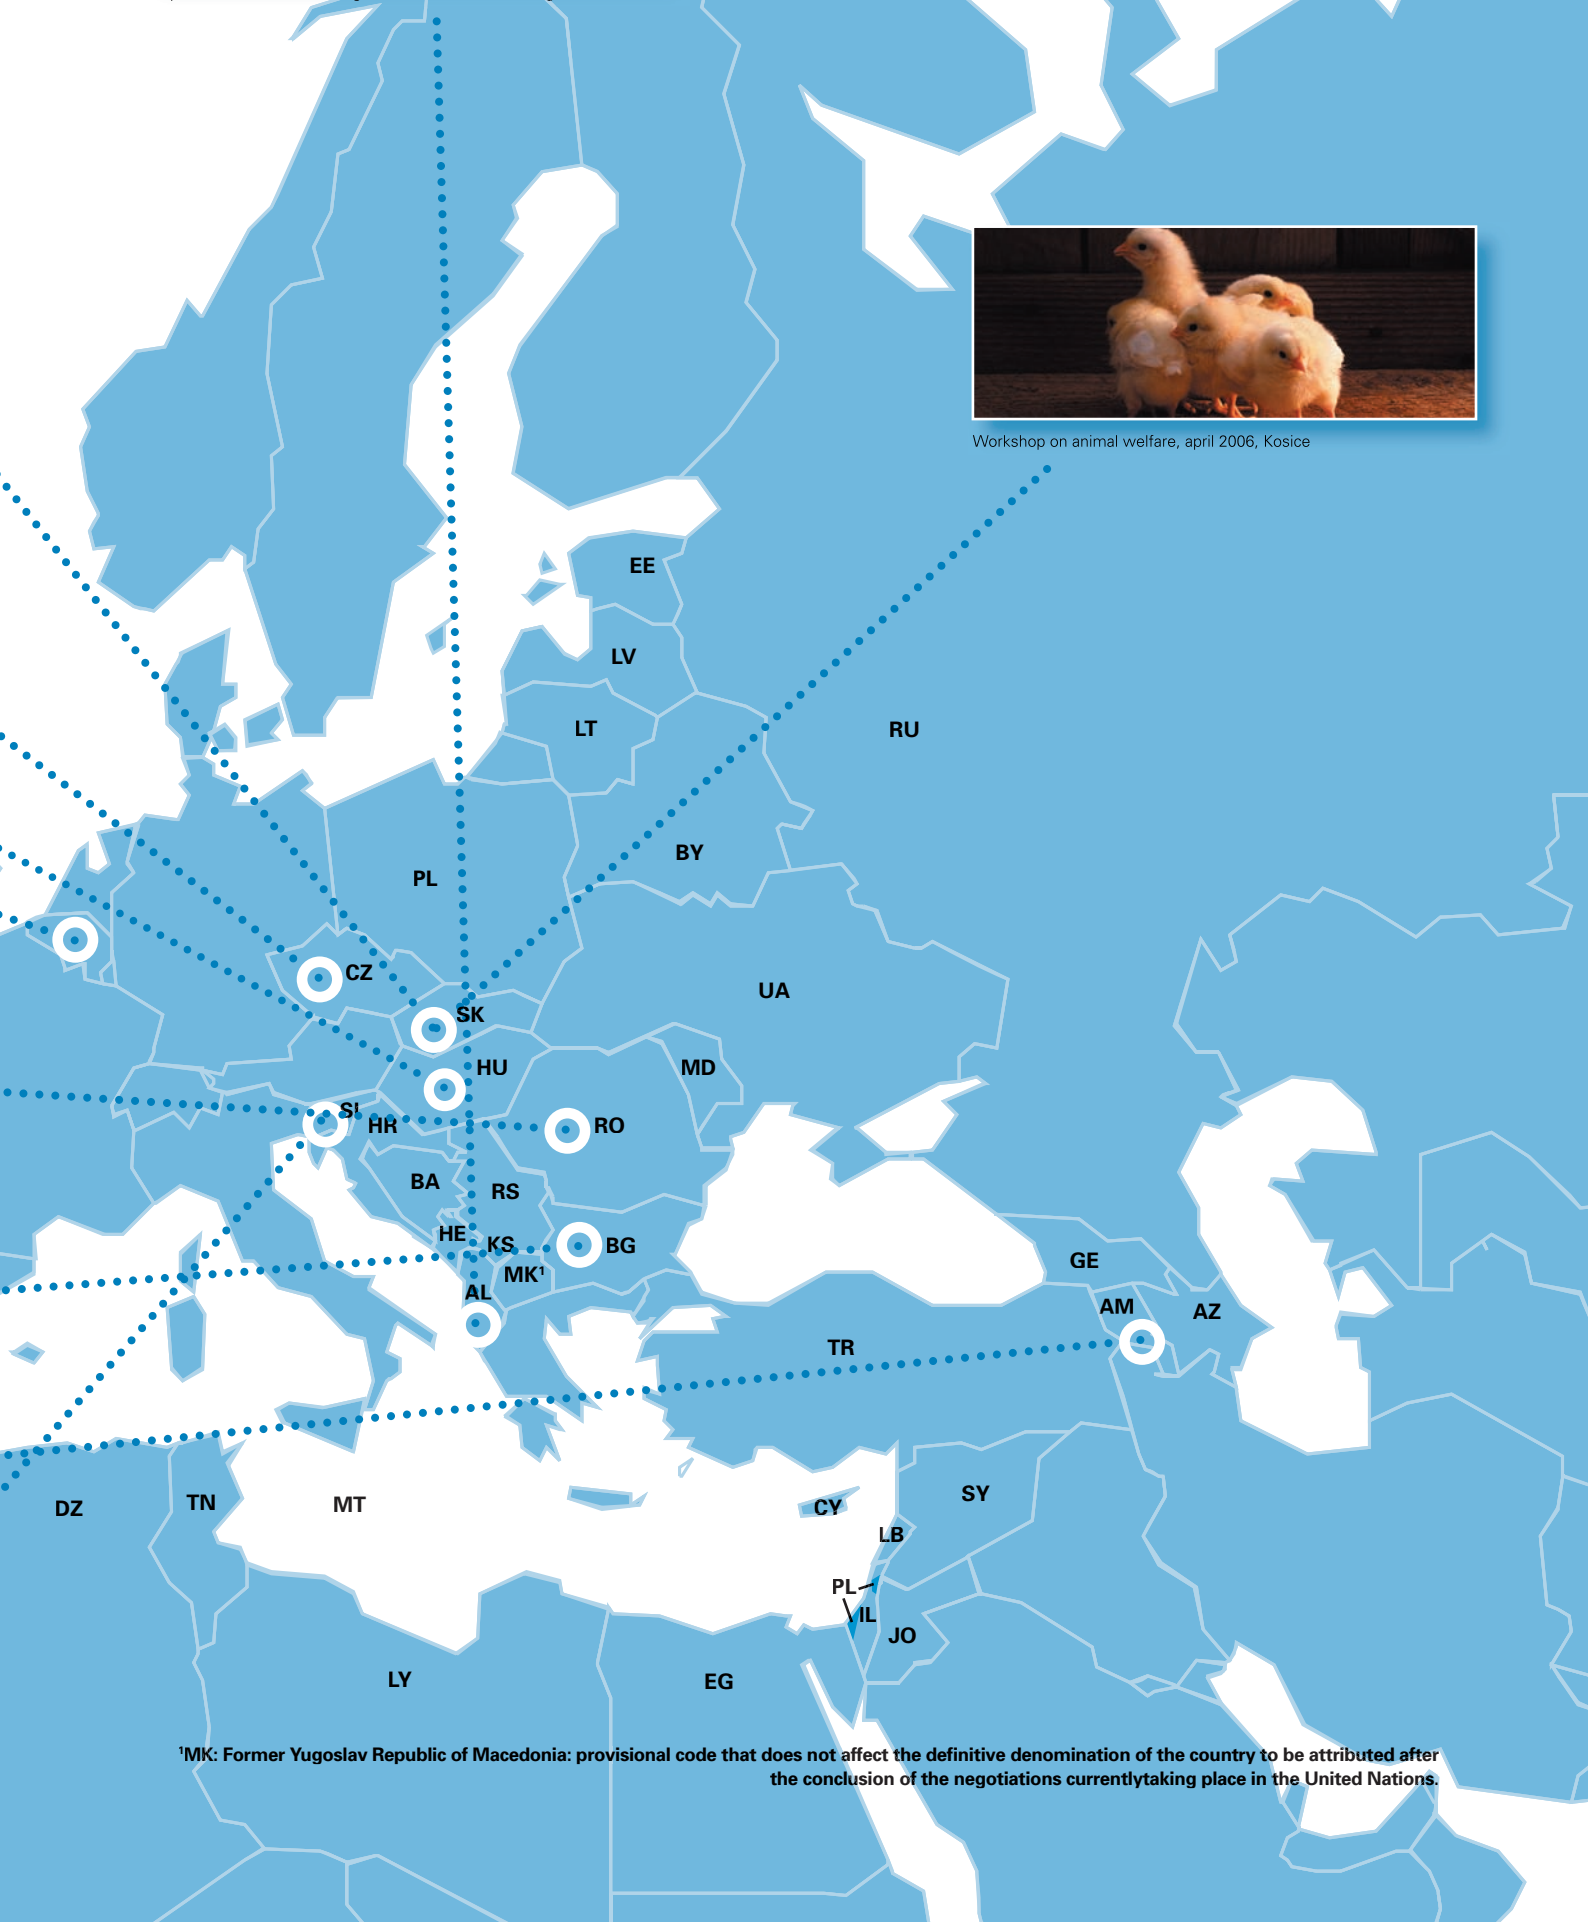 Workshop on animal welfare, april 2006, Kosice
EE
LV
LT
RU
BY
PL
CZ
UA
SK
HU
MD
SI
HR
RO
BA
RS
HE
KS
BG
MK¹
GE
AL
AM
AZ
TR
DZ
TN
MT
CY
SY
LB
PL
IL
JO
LY
EG
¹MK: Former Yugoslav Republic of Macedonia: provisional code that does not affect the definitive denomination of the country to be attributed after
the conclusion of the negotiations currentlytaking place in the United Nations.